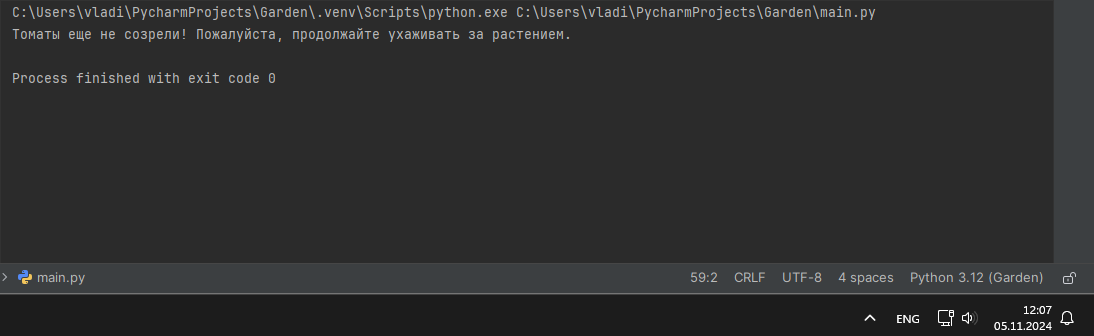 C:\Users\vladi\PycharmProjects\Garden\.venv\Scripts\python.exe C:\Users\vladi\PycharmProjects\Garden\main.py
Томаты еще не созрели! Пожалуйста, продолжайте ухаживать за растением.
Process finished with exit code 0
main.py 59:2 CRLF UTF-8 4 spaces Python 3.12 (Garden)
ENG 12:07
05.11.2024